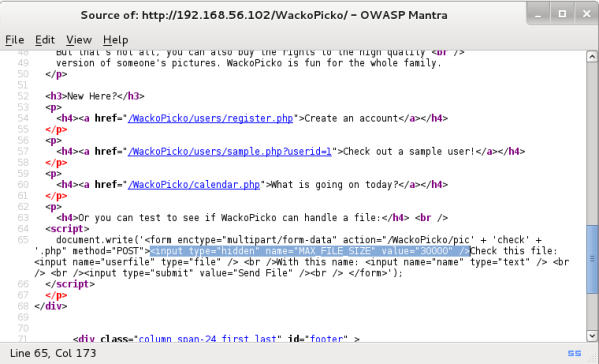 Source of: http://192.168.56.102/WackoPicko/ - OWASP Mantra
File Edit View Help
48 But that's not all, you can also buy the rights to the high quality <br />
49 version of someone's pictures. WackoPicko is fun for the whole family.
50 </p>
51
52 <h3>New Here?</h3>
53 <p>
54 <h4><a href="/WackoPicko/users/register.php">Create an account</a></h4>
55 </p>
56 <p>
57 <h4><a href="/WackoPicko/users/sample.php?userid=1">Check out a sample user!</a></h4>
58 </p>
59 <p>
60 <h4><a href="/WackoPicko/calendar.php">What is going on today?</a></h4>
61 </p>
62 <p>
63 <h4>Or you can test to see if WackoPicko can handle a file:</h4> <br />
64 <script>
65 document.write('<form enctype="multipart/form-data" action="/WackoPicko/pic' + 'check' +
'.php" method="POST"><input type="hidden" name="MAX_FILE_SIZE" value="30000" />Check this file:
<input name="userfile" type="file" /> <br />With this name: <input name="name" type="text" /> <br
/> <br /><input type="submit" value="Send File" /><br /> </form>');
66 </script>
67 </p>
68 </div>
69
70
71 <div class="column span-24 first last" id="footer" >
Line 65, Col 173